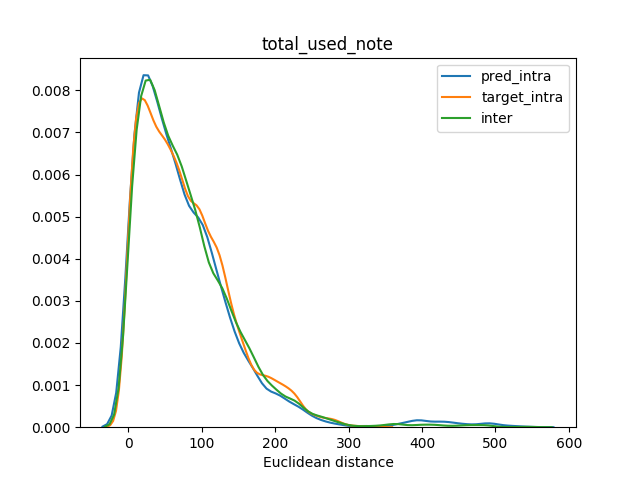 total_used_note
pred_intra
target_intra
inter
0.008
0.007
0.006
0.005
0.004
0.003
0.002
0.001
0.000
0 100 200 300 400 500 600
Euclidean distance